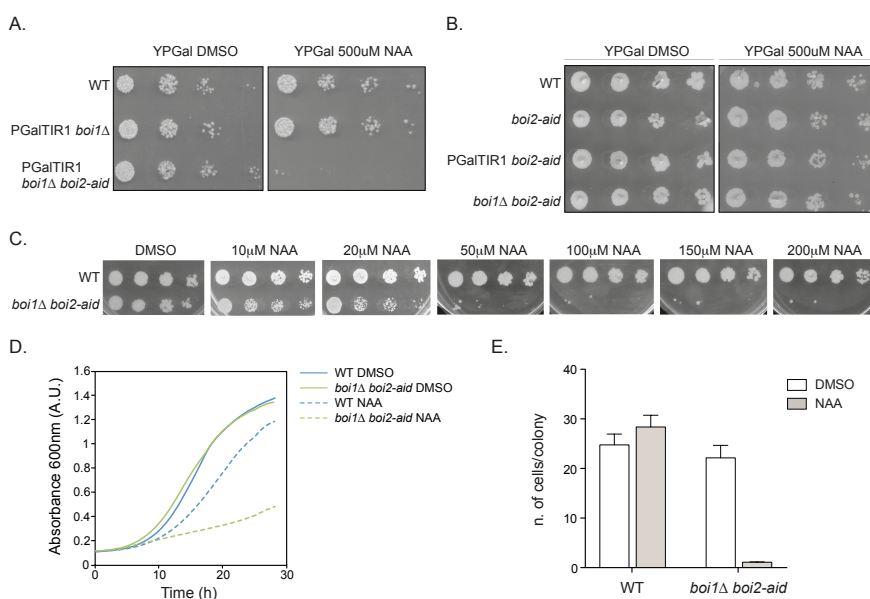 A.
YPGal DMSO YPGal 500uM NAA
WT
PGalTIR1 boi1Δ
PGalTIR1
boi1Δ boi2-aid
B.
YPGal DMSO YPGal 500uM NAA
WT
boi2-aid
PGalTIR1 boi2-aid
boi1Δ boi2-aid
C.
DMSO 10μM NAA 20μM NAA 50μM NAA 100μM NAA 150μM NAA 200μM NAA
WT
boi1Δ boi2-aid
D.
Absorbance 600nm (A.U.)
1.6
1.4
1.2
1
0.8
0.6
0.4
0.2
0
0 10 20 30
Time (h)
WT DMSO
boi1Δ boi2-aid DMSO
WT NAA
boi1Δ boi2-aid NAA
E.
n. of cells/colony
40
30
20
10
0
WT boi1Δ boi2-aid
DMSO
NAA